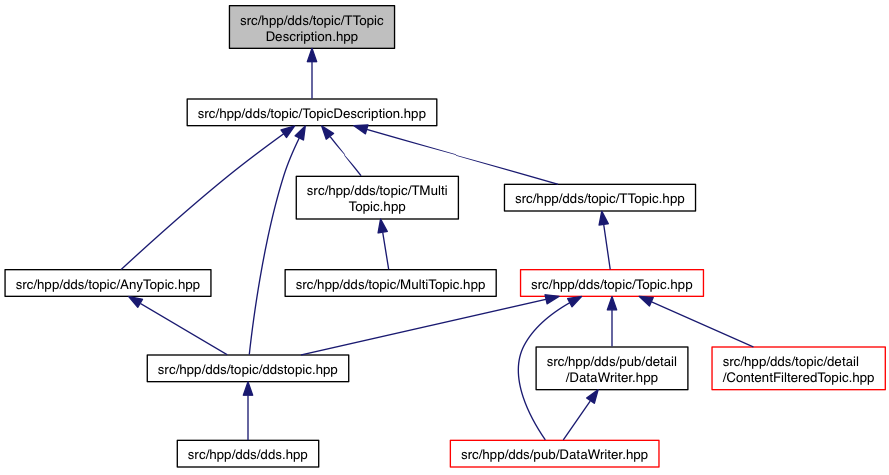 src/hpp/dds/topic/TTopic
Description.hpp
src/hpp/dds/topic/TopicDescription.hpp
src/hpp/dds/topic/TMulti
Topic.hpp
src/hpp/dds/topic/TTopic.hpp
src/hpp/dds/topic/AnyTopic.hpp
src/hpp/dds/topic/MultiTopic.hpp
src/hpp/dds/topic/Topic.hpp
src/hpp/dds/topic/ddstopic.hpp
src/hpp/dds/pub/detail
/DataWriter.hpp
src/hpp/dds/topic/detail
/ContentFilteredTopic.hpp
src/hpp/dds/dds.hpp
src/hpp/dds/pub/DataWriter.hpp